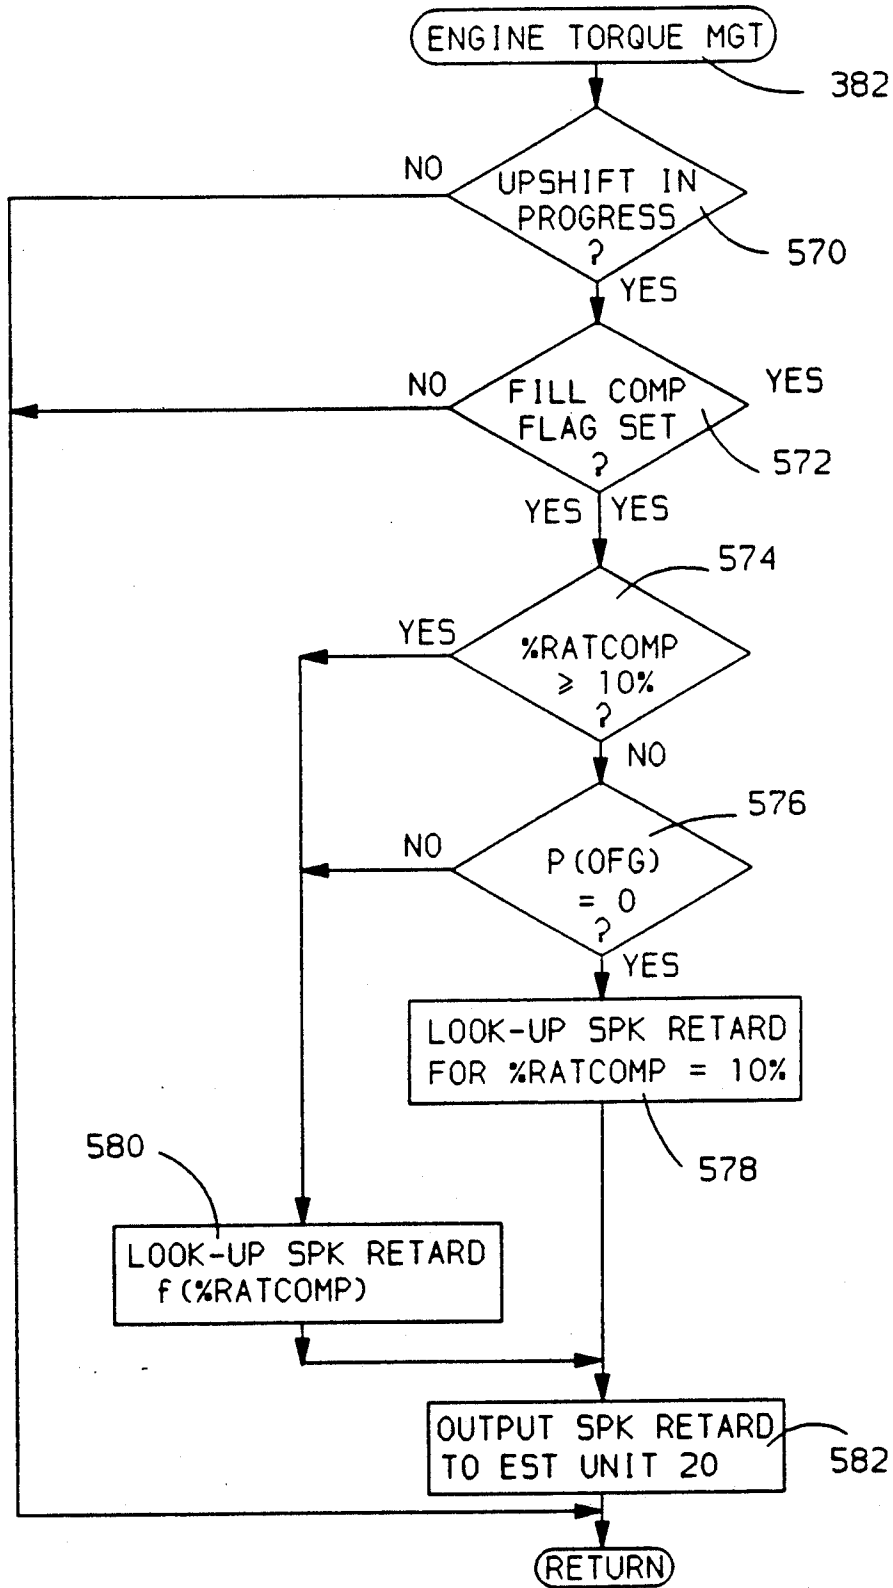 ENGINE TORQUE MGT
382
NO
UPSHIFT IN
PROGRESS
?
570
YES
NO
FILL COMP
FLAG SET
?
YES
572
YES YES
574
YES
%RATCOMP
≥ 10%
?
NO
576
NO
P(OFG)
= 0
?
YES
LOOK-UP SPK RETARD
FOR %RATCOMP = 10%
578
580
LOOK-UP SPK RETARD
f(%RATCOMP)
OUTPUT SPK RETARD
TO EST UNIT 20
582
RETURN